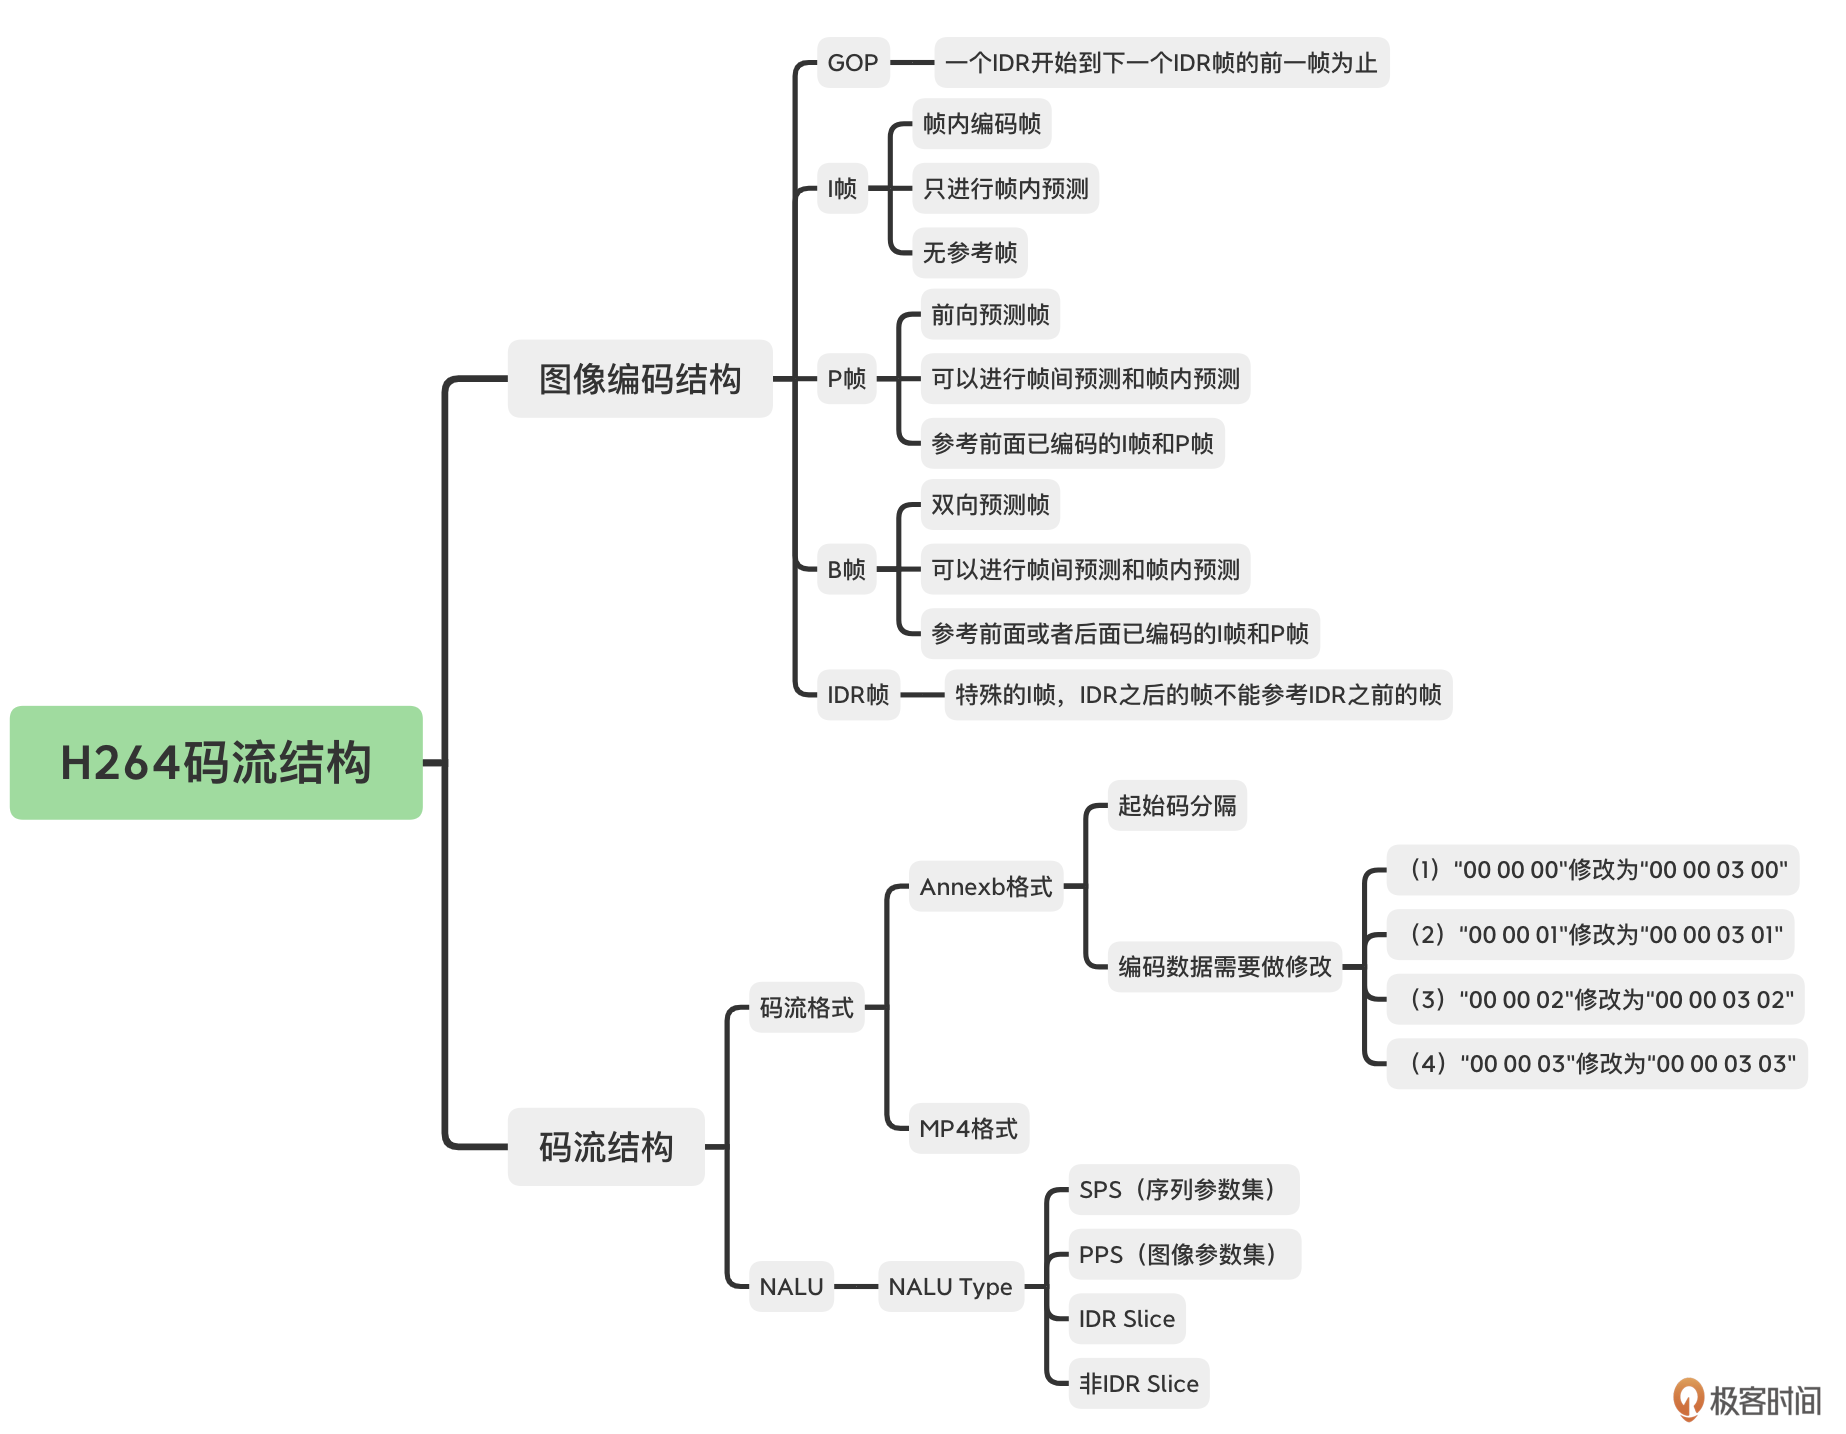 H264码流结构
图像编码结构
GOP
一个IDR开始到下一个IDR帧的前一帧为止
I帧
帧内编码帧
只进行帧内预测
无参考帧
P帧
前向预测帧
可以进行帧间预测和帧内预测
参考前面已编码的I帧和P帧
B帧
双向预测帧
可以进行帧间预测和帧内预测
参考前面或者后面已编码的I帧和P帧
IDR帧
特殊的I帧，IDR之后的帧不能参考IDR之前的帧
码流结构
码流格式
Annexb格式
起始码分隔
编码数据需要做修改
（1）"00 00 00"修改为"00 00 03 00"
（2）"00 00 01"修改为"00 00 03 01"
（3）"00 00 02"修改为"00 00 03 02"
（4）"00 00 03"修改为"00 00 03 03"
MP4格式
NALU
NALU Type
SPS（序列参数集）
PPS（图像参数集）
IDR Slice
非IDR Slice
极客时间